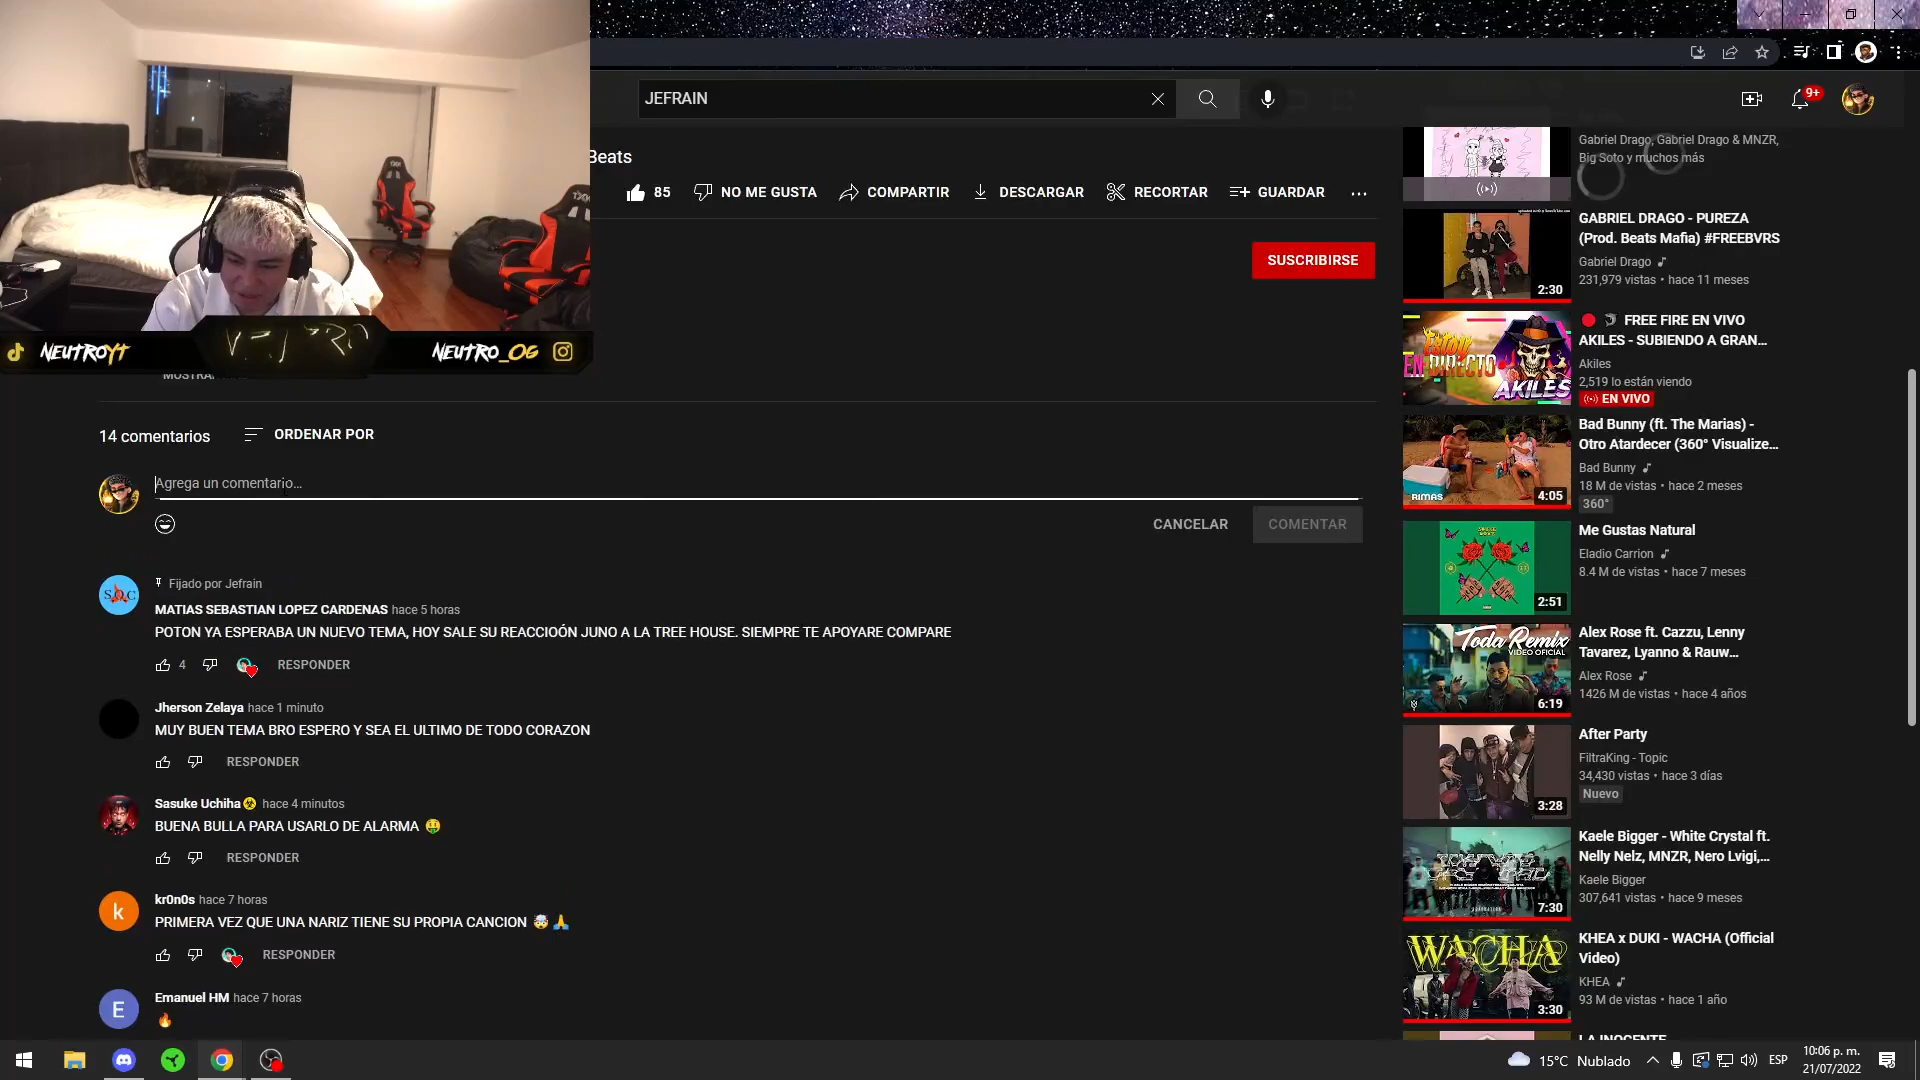 JEFRAIN
9+
Beats
85
NO ME GUSTA
COMPARTIR
DESCARGAR
RECORTAR
GUARDAR
SUSCRIBIRSE
NEUTROYT
NEUTRO_OG
14 comentarios
ORDENAR POR
Agrega un comentario...
CANCELAR
COMENTAR
Fijado por Jefrain
MATIAS SEBASTIAN LOPEZ CARDENAS hace 5 horas
POTON YA ESPERABA UN NUEVO TEMA, HOY SALE SU REACCIOÓN JUNO A LA TREE HOUSE. SIEMPRE TE APOYARE COMPARE
4
RESPONDER
Jherson Zelaya hace 1 minuto
MUY BUEN TEMA BRO ESPERO Y SEA EL ULTIMO DE TODO CORAZON
RESPONDER
Sasuke Uchiha☣ hace 4 minutos
BUENA BULLA PARA USARLO DE ALARMA 🤑
RESPONDER
k
kr0n0s hace 7 horas
PRIMERA VEZ QUE UNA NARIZ TIENE SU PROPIA CANCION 🤯🙏
RESPONDER
E
Emanuel HM hace 7 horas
🔥
Gabriel Drago, Gabriel Drago & MNZR,
Big Soto y muchos más
GABRIEL DRAGO - PUREZA
(Prod. Beats Mafia) #FREEBVRS
Gabriel Drago
231,979 vistas • hace 11 meses
2:30
FREE FIRE EN VIVO
AKILES - SUBIENDO A GRAN...
Akiles
2,519 lo están viendo
EN VIVO
Estoy
EN DIRECTO
AKILES
Bad Bunny (ft. The Marias) -
Otro Atardecer (360° Visualize...
Bad Bunny
18 M de vistas • hace 2 meses
360°
RIMAS
4:05
Me Gustas Natural
Eladio Carrion
8.4 M de vistas • hace 7 meses
2:51
Alex Rose ft. Cazzu, Lenny
Tavarez, Lyanno & Rauw...
Alex Rose
1426 M de vistas • hace 4 años
Toda Remix
VIDEO OFICIAL
6:19
After Party
FiltraKing - Topic
34,430 vistas • hace 3 días
Nuevo
3:28
Kaele Bigger - White Crystal ft.
Nelly Nelz, MNZR, Nero Lvigi,...
Kaele Bigger
307,641 vistas • hace 9 meses
7:30
KHEA x DUKI - WACHA (Official
Video)
KHEA
93 M de vistas • hace 1 año
WACHA
3:30
15°C Nublado
ESP
10:06 p. m.
21/07/2022